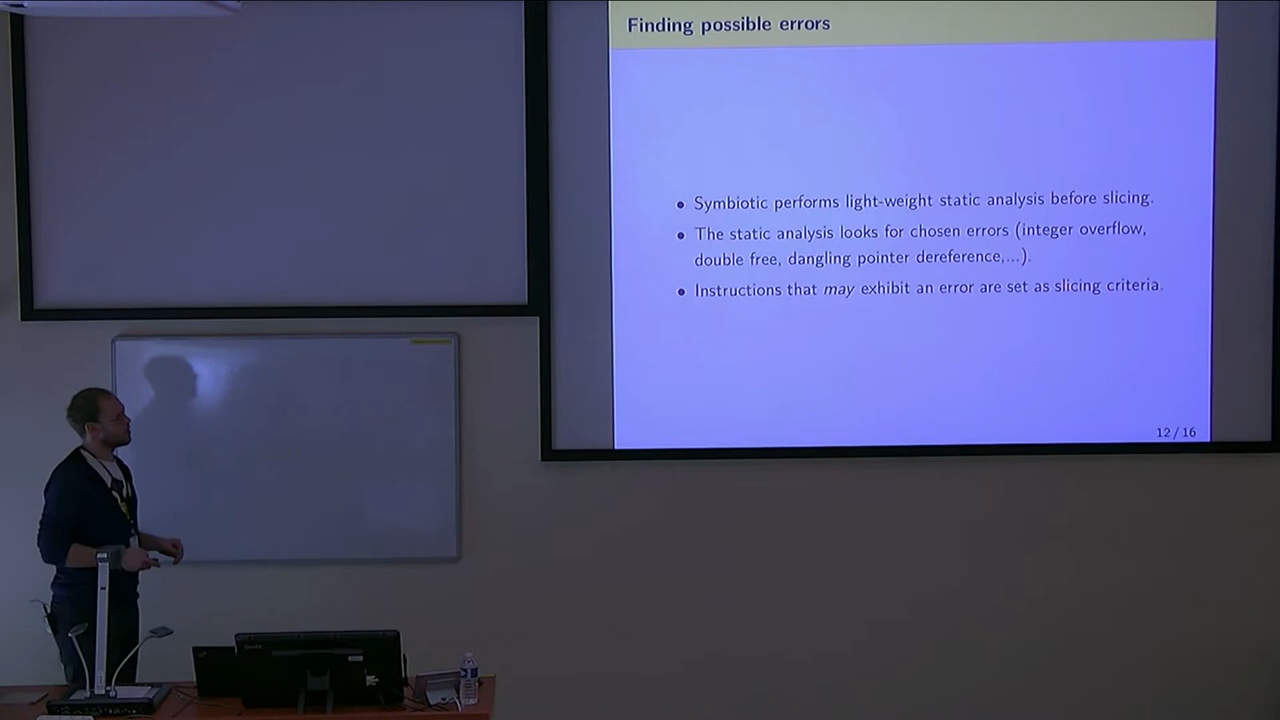 Finding possible errors
• Symbiotic performs light-weight static analysis before slicing.
• The static analysis looks for chosen errors (integer overflow,
double free, dangling pointer dereference,...).
• Instructions that may exhibit an error are set as slicing criteria.
12 / 16